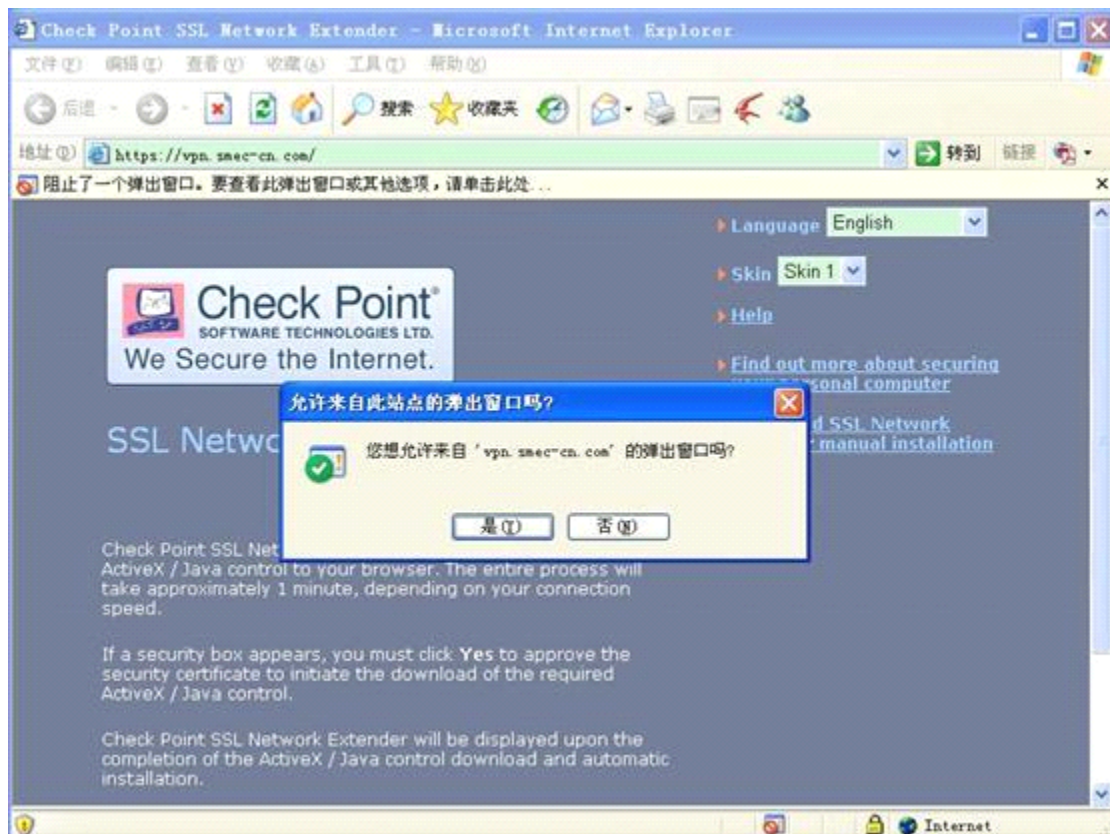 Check Point SSL Network Extender - Microsoft Internet Explorer
文件(F) 编辑(E) 查看(V) 收藏(A) 工具(T) 帮助(H)
后退 搜索 收藏夹
地址(D) https://vpn.smec-cn.com/ 转到 链接
阻止了一个弹出窗口。要查看此弹出窗口或其他选项，请单击此处...
Language English
Skin Skin 1
Help
Find out more about securing
your personal computer
Check Point
SOFTWARE TECHNOLOGIES LTD.
We Secure the Internet.
d SSL Network
manual installation
SSL Netwo
允许来自此站点的弹出窗口吗?
您想允许来自‘vpn.smec-cn.com’的弹出窗口吗?
是(Y) 否(N)
Check Point SSL Net
ActiveX / Java control to your browser. The entire process will
take approximately 1 minute, depending on your connection
speed.
If a security box appears, you must click Yes to approve the
security certificate to initiate the download of the required
ActiveX / Java control.
Check Point SSL Network Extender will be displayed upon the
completion of the ActiveX / Java control download and automatic
installation.
Internet